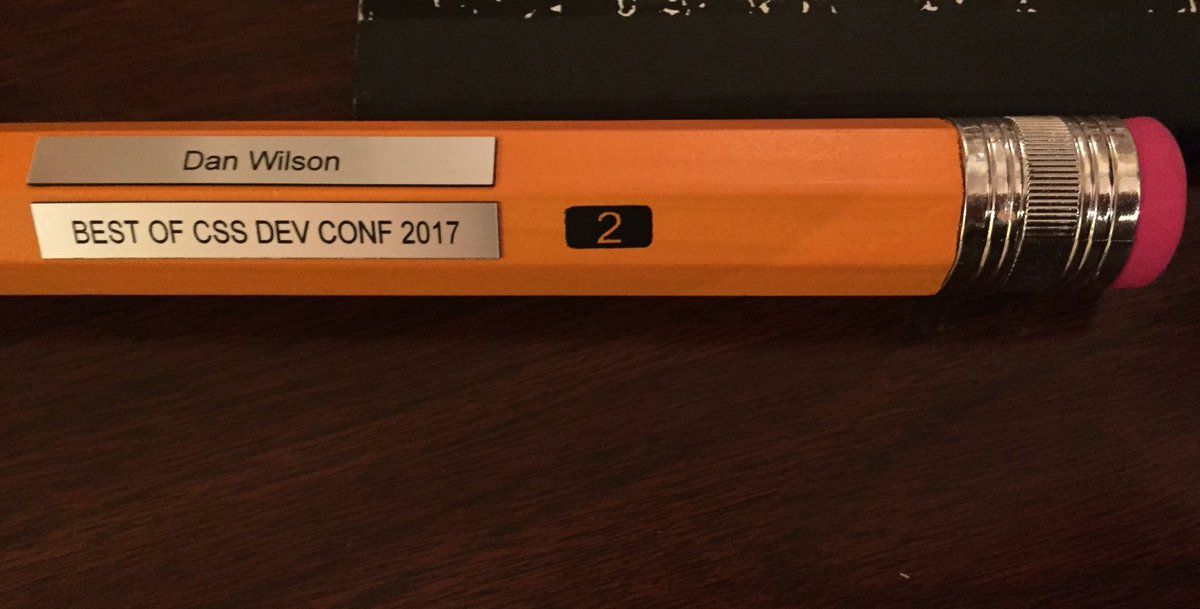 Dan Wilson
BEST OF CSS DEV CONF 2017
2